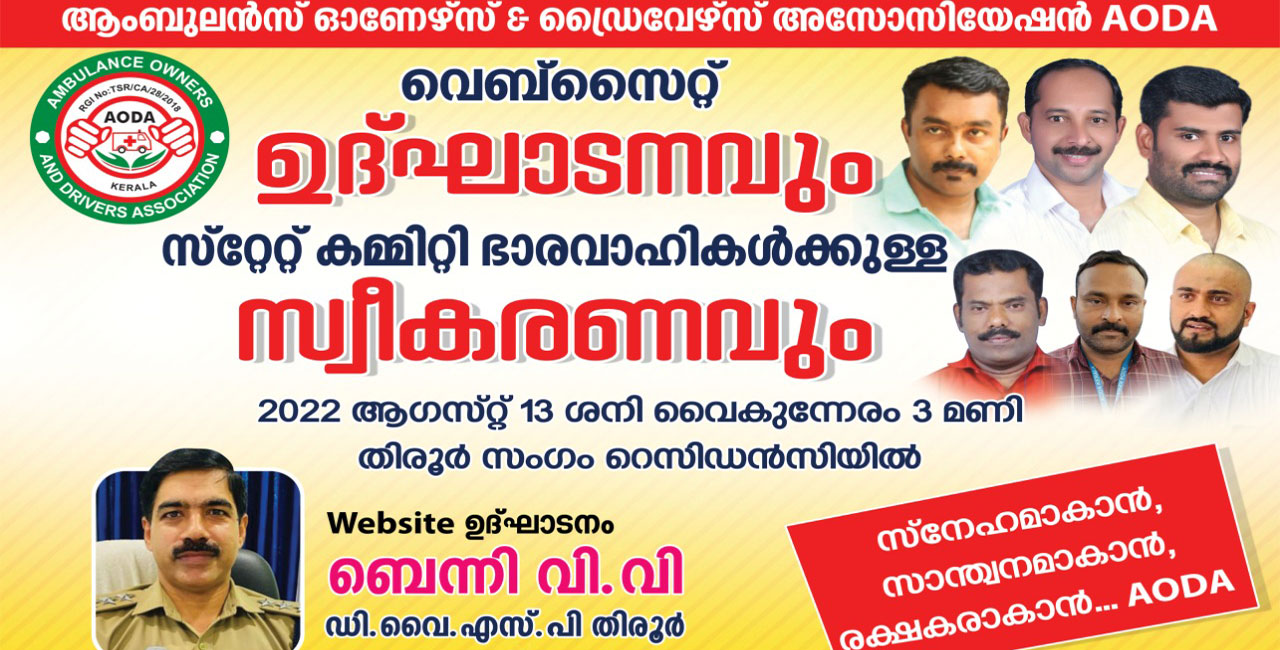 ആംബുലൻസ് ഓണേഴ്സ് & ഡ്രൈവേഴ്സ് അസോസിയേഷൻ AODA
AMBULANCE OWNERS
RGI No:TSR/CA/28/2018
AODA
KERALA
AND DRIVERS ASSOCIATION
വെബ്സൈറ്റ്
ഉദ്ഘാടനവും
സ്റ്റേറ്റ് കമ്മിറ്റി ഭാരവാഹികൾക്കുള്ള
സ്വീകരണവും
2022 ആഗസ്റ്റ് 13 ശനി വൈകുന്നേരം 3 മണി
തിരൂർ സംഗം റെസിഡൻസിയിൽ
Website ഉദ്ഘാടനം
ബെന്നി വി.വി
ഡി.വൈ.എസ്.പി തിരൂർ
സ്നേഹമാകാൻ,
സാന്ത്വനമാകാൻ,
രക്ഷകരാകാൻ... AODA